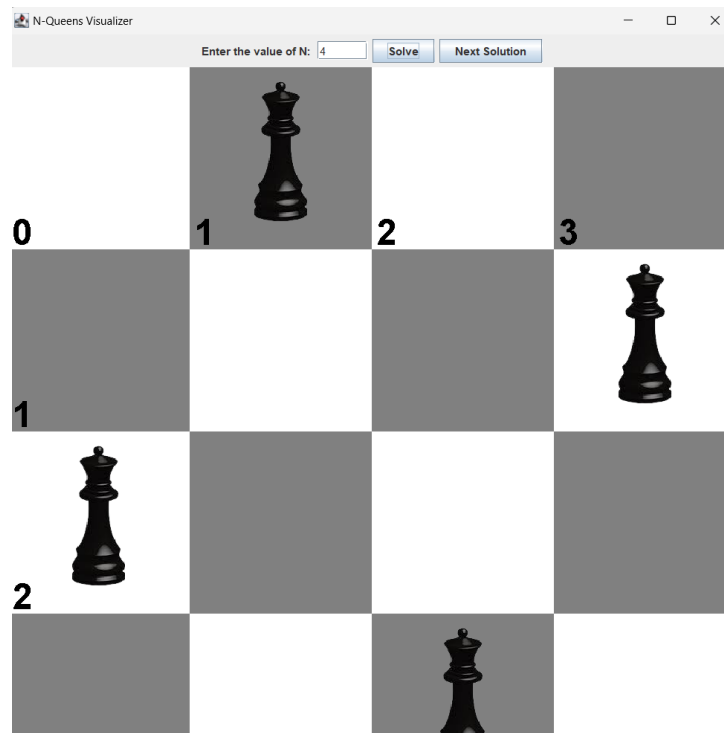 N-Queens Visualizer
Enter the value of N: 4 Solve Next Solution
0 1 2 3
1
2